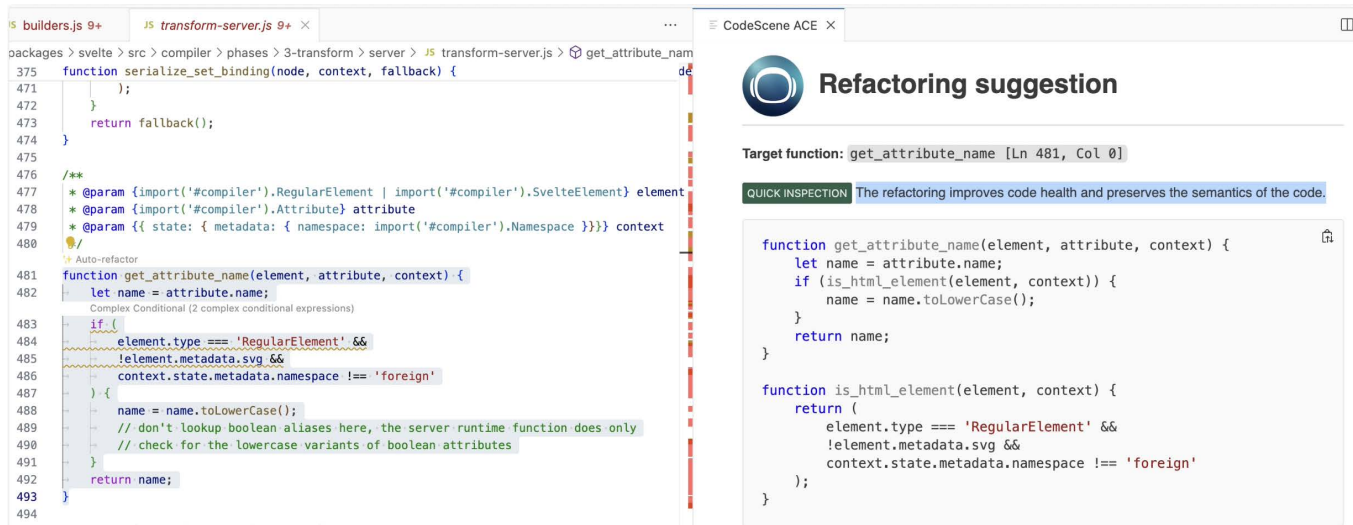 JS builders.js 9+ JS transform-server.js 9+ × ···
packages > svelte > src > compiler > phases > 3-transform > server > JS transform-server.js > get_attribute_nam
375 function serialize_set_binding(node, context, fallback) { de
471 );
472 }
473 return fallback();
474 }
475
476 /**
477 * @param {import('#compiler').RegularElement | import('#compiler').SvelteElement} element
478 * @param {import('#compiler').Attribute} attribute
479 * @param {{ state: { metadata: { namespace: import('#compiler').Namespace }}}} context
480 */
Auto-refactor
481 function get_attribute_name(element, attribute, context) {
482 let name = attribute.name;
Complex Conditional (2 complex conditional expressions)
483 if (
484 element.type === 'RegularElement' &&
485 !element.metadata.svg &&
486 context.state.metadata.namespace !== 'foreign'
487 ) {
488 name = name.toLowerCase();
489 // don't lookup boolean aliases here, the server runtime function does only
490 // check for the lowercase variants of boolean attributes
491 }
492 return name;
493 }
494
CodeScene ACE ×
Refactoring suggestion
Target function: get_attribute_name [Ln 481, Col 0]
QUICK INSPECTION The refactoring improves code health and preserves the semantics of the code.
function get_attribute_name(element, attribute, context) {
let name = attribute.name;
if (is_html_element(element, context)) {
name = name.toLowerCase();
}
return name;
}
function is_html_element(element, context) {
return (
element.type === 'RegularElement' &&
!element.metadata.svg &&
context.state.metadata.namespace !== 'foreign'
);
}